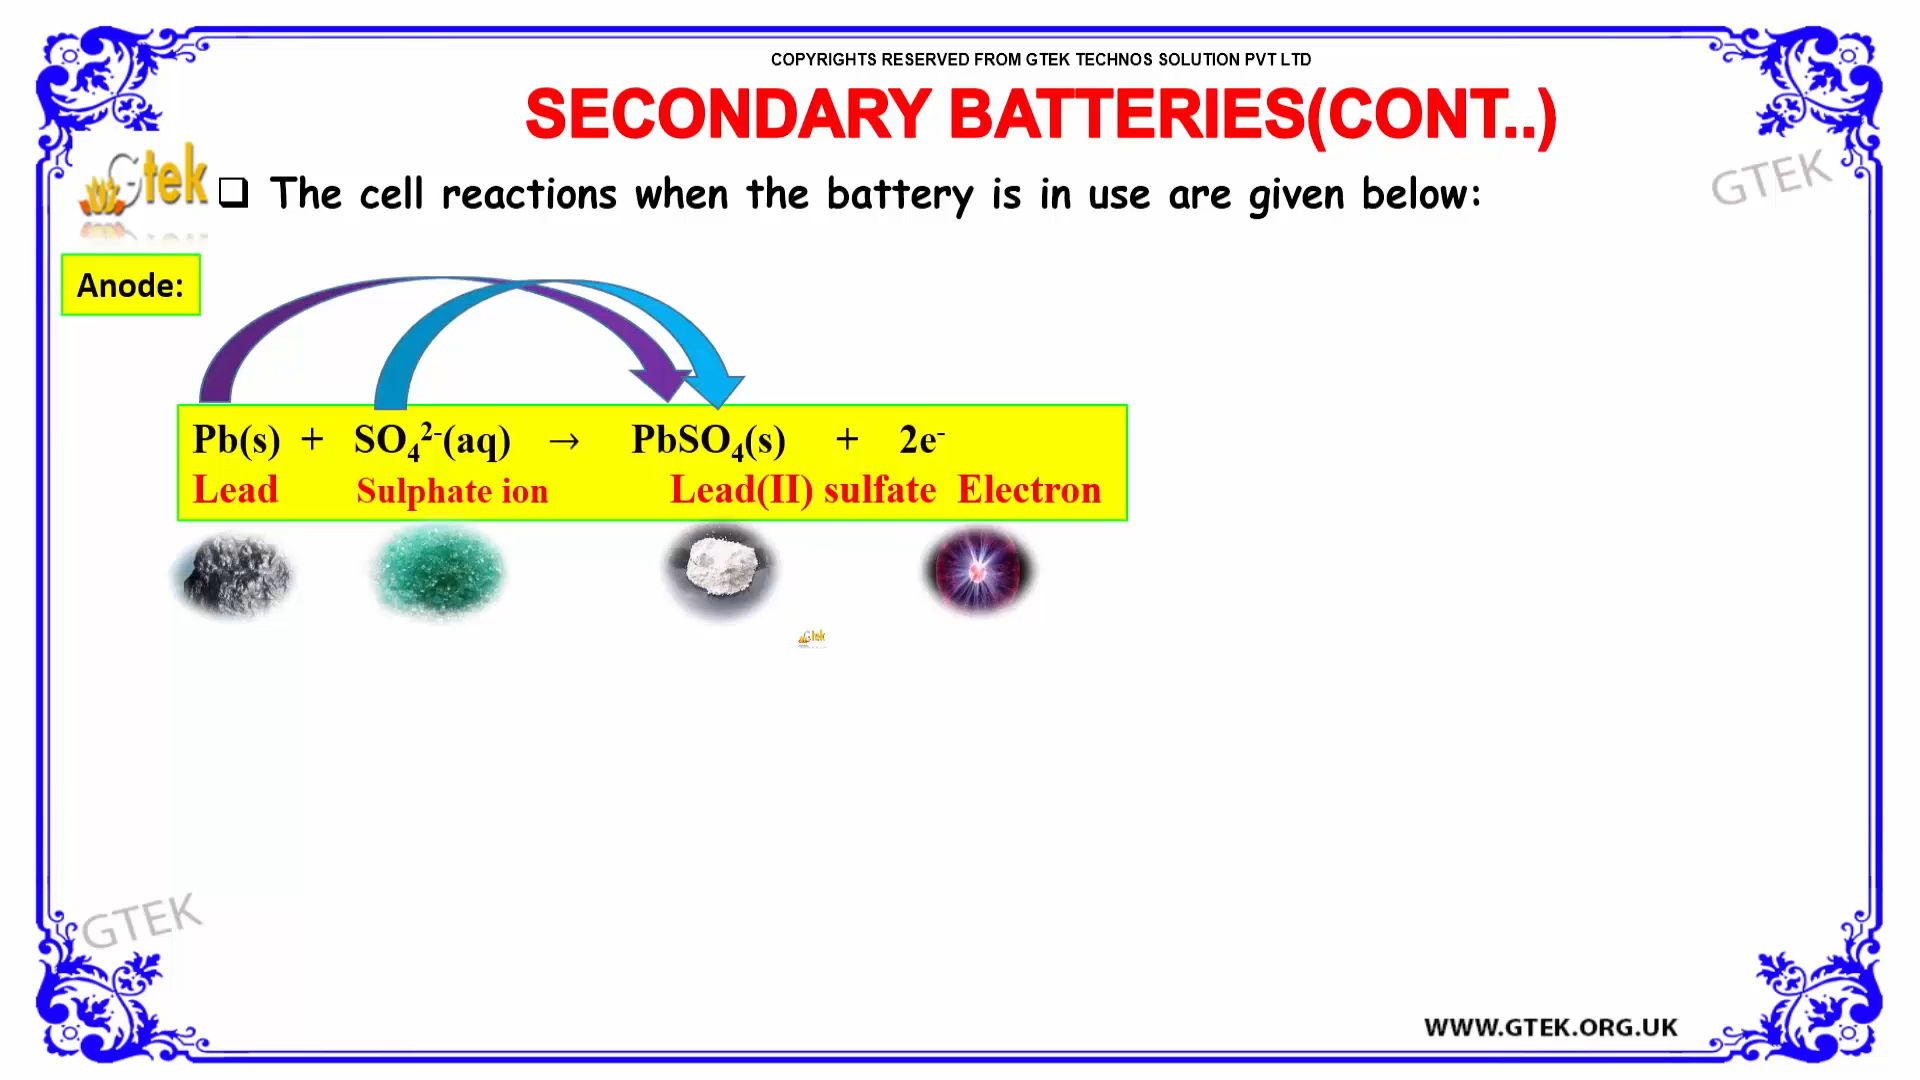 COPYRIGHTS RESERVED FROM GTEK TECHNOS SOLUTION PVT LTD
SECONDARY BATTERIES(CONT..)
Gtek
GTEK
❑ The cell reactions when the battery is in use are given below:
Anode:
Pb(s) + SO₄²⁻(aq) → PbSO₄(s) + 2e⁻
Lead Sulphate ion Lead(II) sulfate Electron
Gtek
GTEK
WWW.GTEK.ORG.UK